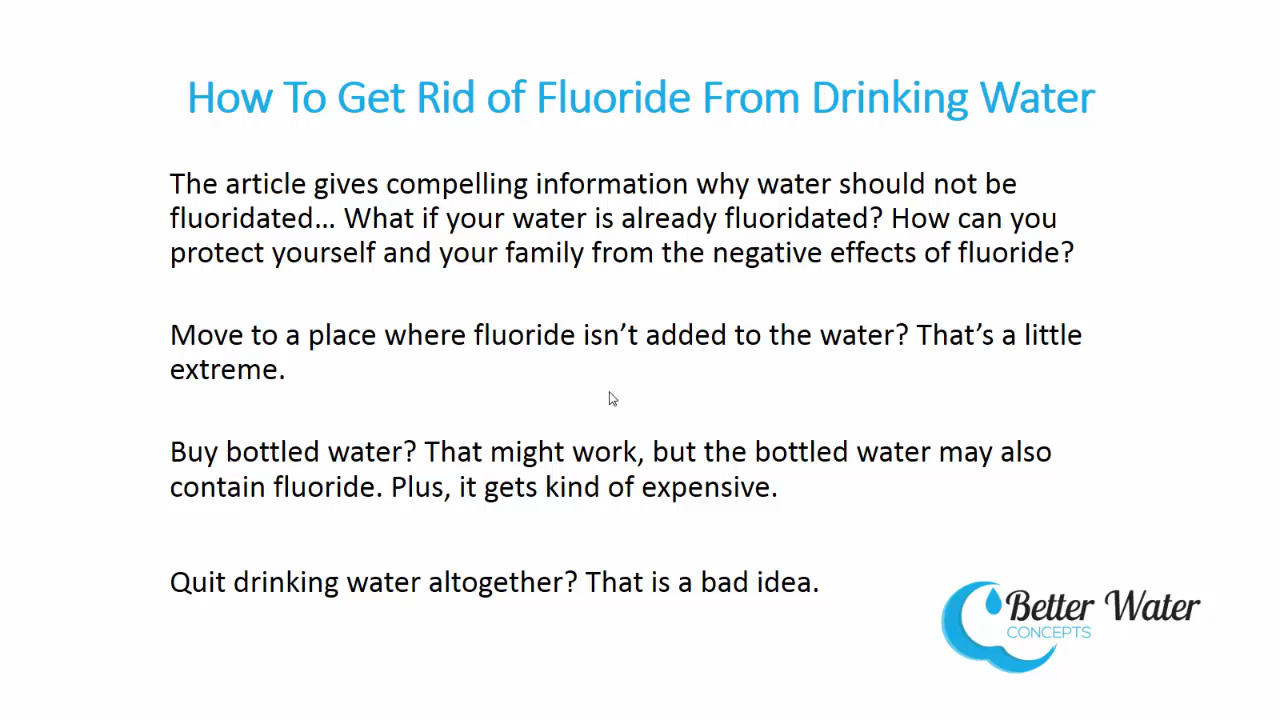 How To Get Rid of Fluoride From Drinking Water
The article gives compelling information why water should not be
fluoridated... What if your water is already fluoridated? How can you
protect yourself and your family from the negative effects of fluoride?
Move to a place where fluoride isn’t added to the water? That’s a little
extreme.
Buy bottled water? That might work, but the bottled water may also
contain fluoride. Plus, it gets kind of expensive.
Quit drinking water altogether? That is a bad idea.
Better Water
CONCEPTS